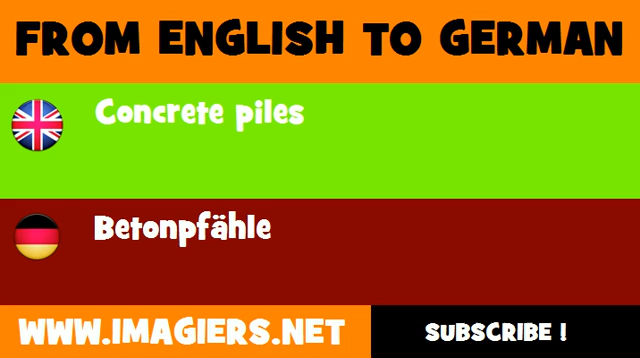 FROM ENGLISH TO GERMAN
Concrete piles
Betonpfähle
WWW.IMAGIERS.NET
SUBSCRIBE !